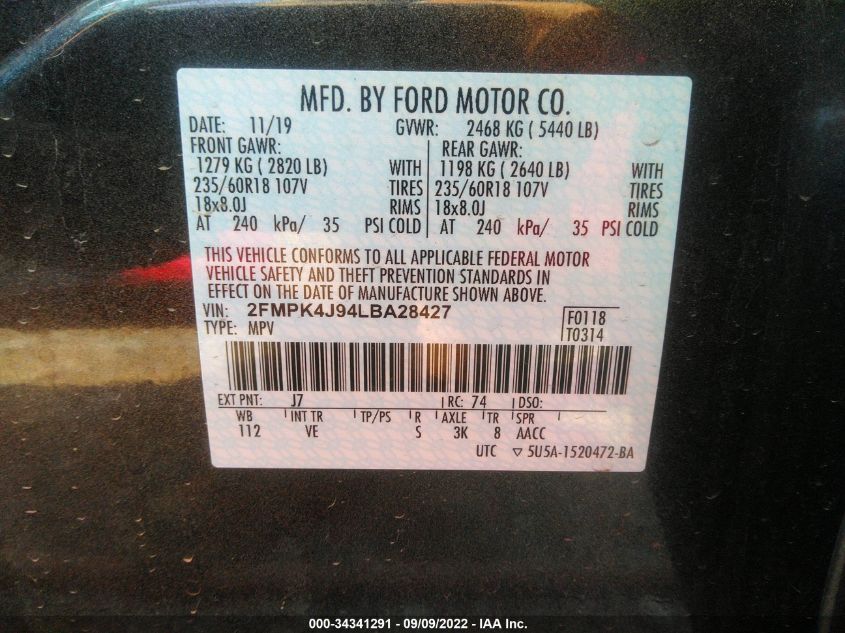 MFD. BY FORD MOTOR CO.
DATE: 11/19 GVWR: 2468 KG ( 5440 LB)
FRONT GAWR: REAR GAWR:
1279 KG ( 2820 LB) WITH 1198 KG ( 2640 LB) WITH
235/60R18 107V TIRES 235/60R18 107V TIRES
18x8.0J RIMS 18x8.0J RIMS
AT 240 kPa/ 35 PSI COLD AT 240 kPa/ 35 PSI COLD
THIS VEHICLE CONFORMS TO ALL APPLICABLE FEDERAL MOTOR
VEHICLE SAFETY AND THEFT PREVENTION STANDARDS IN
EFFECT ON THE DATE OF MANUFACTURE SHOWN ABOVE.
VIN: 2FMPK4J94LBA28427 F0118
TYPE: MPV T0314
EXT PNT: J7 RC: 74 DSO:
WB INT TR TP/PS R AXLE TR SPR
112 VE S 3K 8 AACC
UTC ▽ 5U5A-1520472-BA
000-34341291 - 09/09/2022 - IAA Inc.